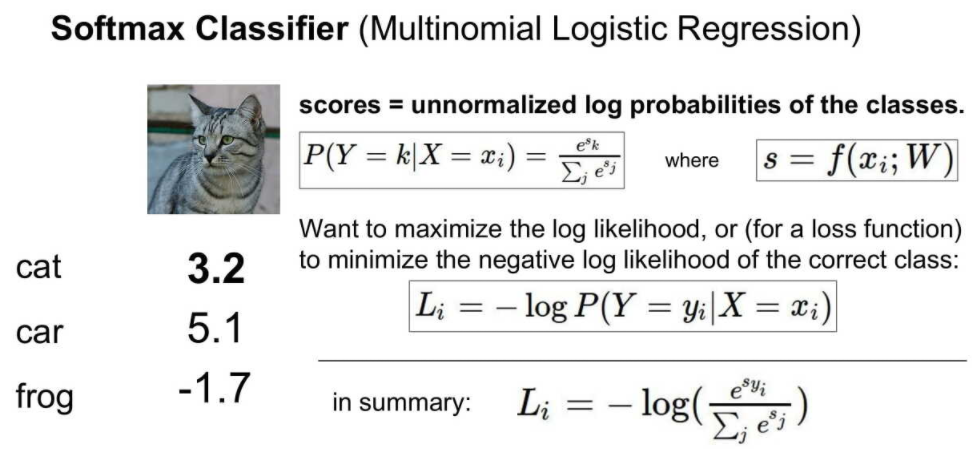 Softmax Classifier (Multinomial Logistic Regression)
scores = unnormalized log probabilities of the classes.
P(Y = k|X = x_i) = \frac{e^{s_k}}{\sum_j e^{s_j}} where s = f(x_i; W)
Want to maximize the log likelihood, or (for a loss function)
to minimize the negative log likelihood of the correct class:
L_i = − log P(Y = y_i|X = x_i)
in summary: L_i = − log(\frac{e^{s_{y_i}}}{\sum_j e^{s_j}})
cat 3.2
car 5.1
frog -1.7